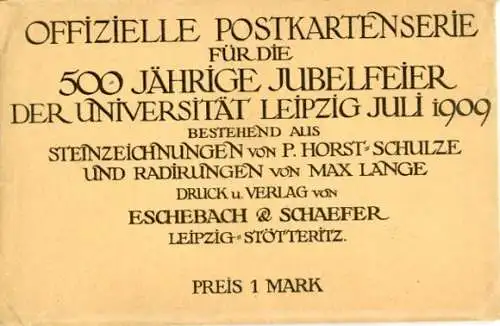 OFFIZIELLE POSTKARTENSERIE
FÜR DIE
500 JÄHRIGE JUBELFEIER
DER UNIVERSITÄT LEIPZIG JULI 1909
BESTEHEND AUS
STEINZEICHNUNGEN VON P. HORST-SCHULZE
UND RADIRUNGEN VON MAX LANGE
DRUCK u. VERLAG VON
ESCHEBACH & SCHAEFER
LEIPZIG-STÖTTERITZ.
PREIS 1 MARK